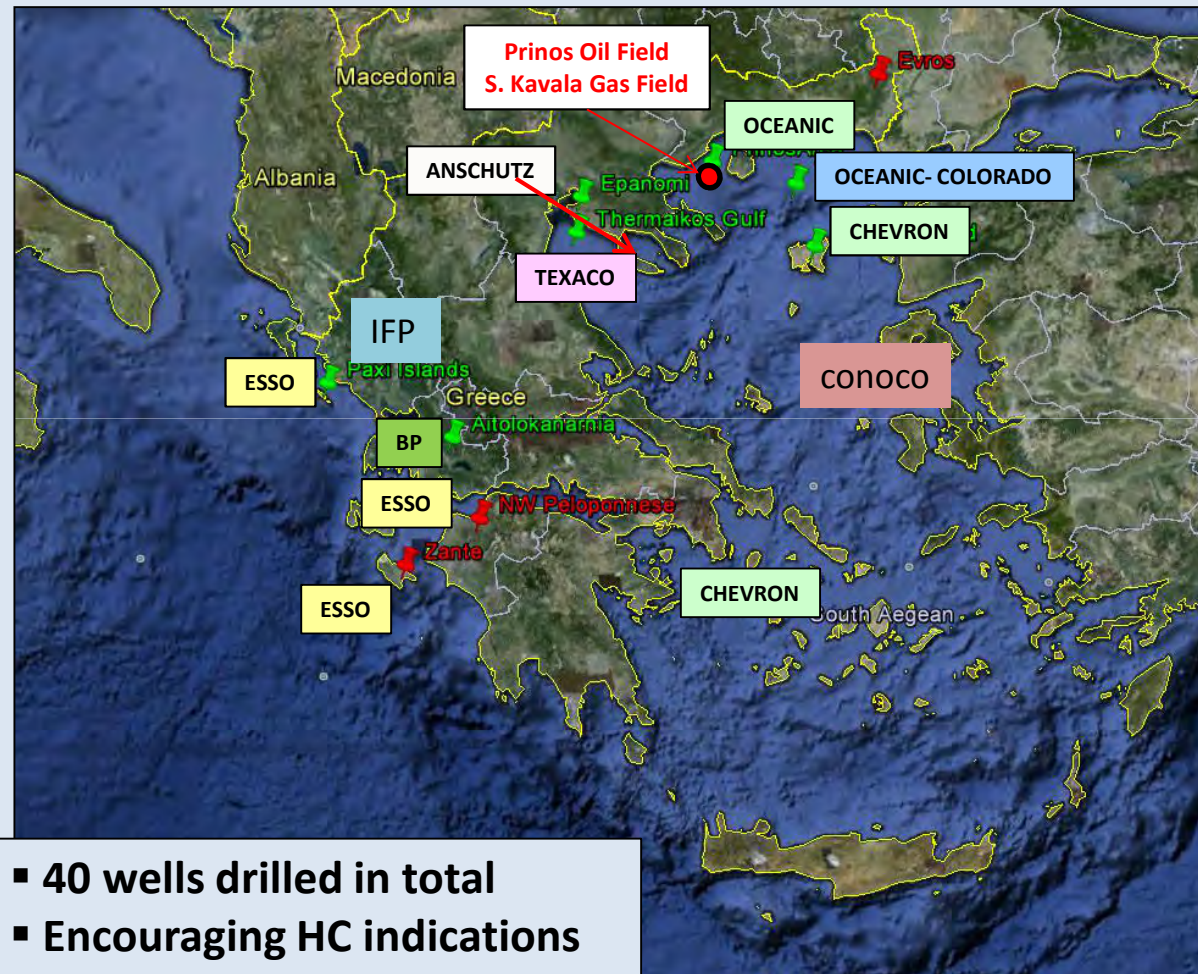 Prinos Oil Field
S. Kavala Gas Field
Evros
Macedonia
OCEANIC
ANSCHUTZ
Albania
Epanomi
OCEANIC- COLORADO
Thermaikos Gulf
CHEVRON
TEXACO
IFP
Paxi Islands
ESSO
conoco
Greece
Aitolokarnarnia
BP
ESSO
NW Peloponnese
Zante
CHEVRON
ESSO
South Aegean
▪ 40 wells drilled in total
▪ Encouraging HC indications